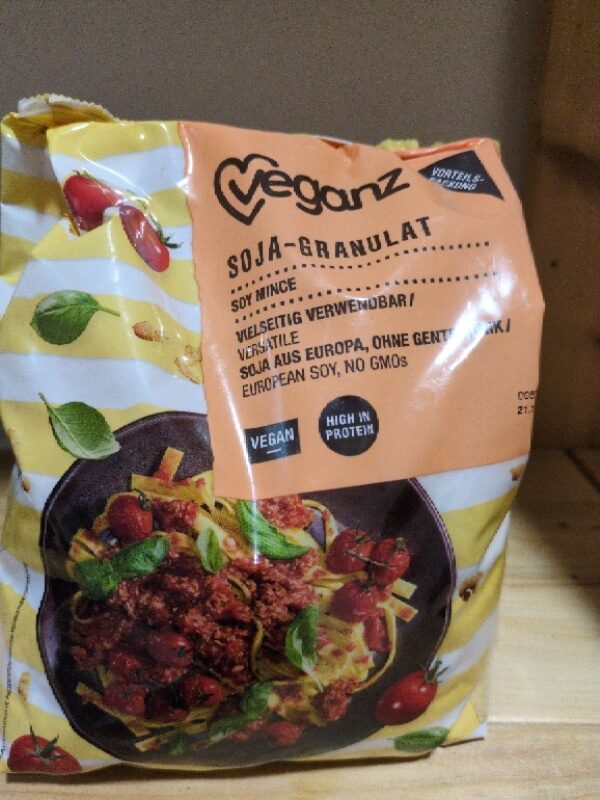 veganz
VORTEILS-
PACKUNG
SOJA-GRANULAT
SOY MINCE
VIELSEITIG VERWENDBAR/
VERSATILE
SOJA AUS EUROPA, OHNE GENTECHNIK/
EUROPEAN SOY, NO GMOs
VEGAN
HIGH IN
PROTEIN